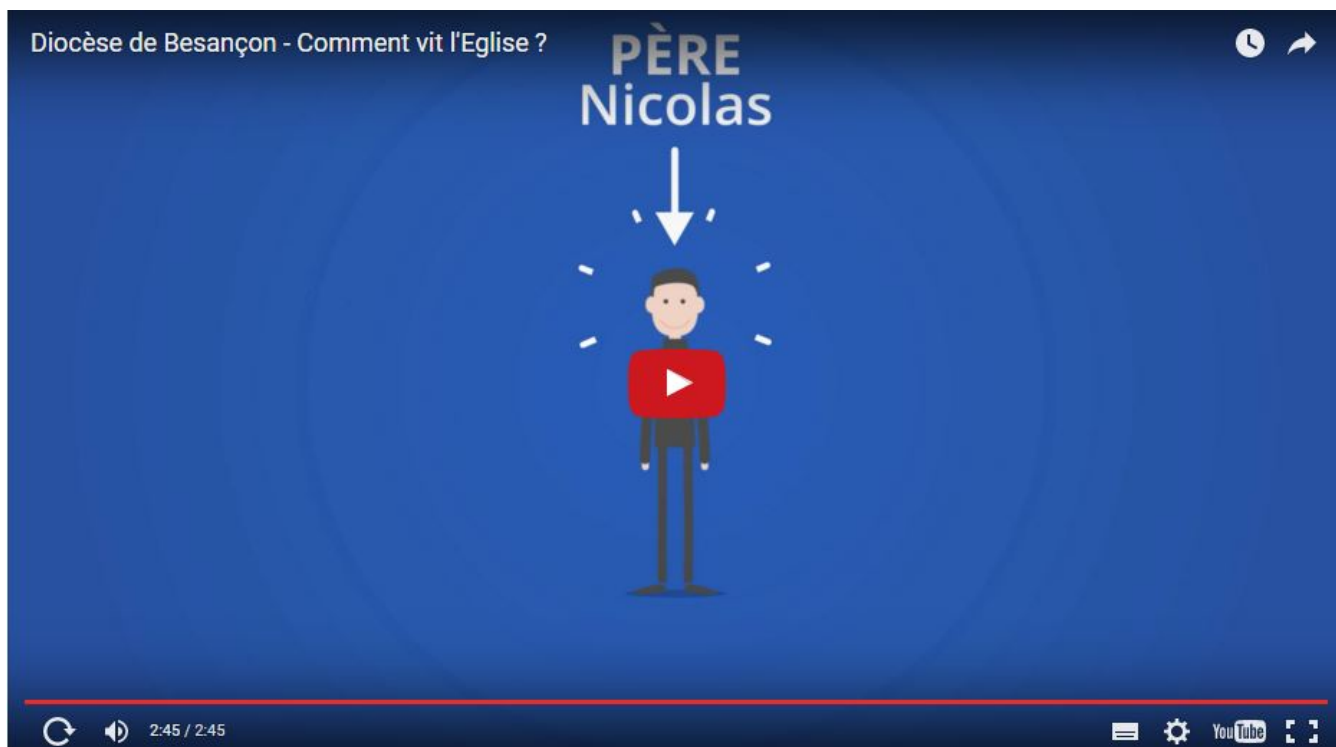 Diocèse de Besançon - Comment vit l'Eglise ?
PÈRE
Nicolas
2:45 / 2:45
YouTube